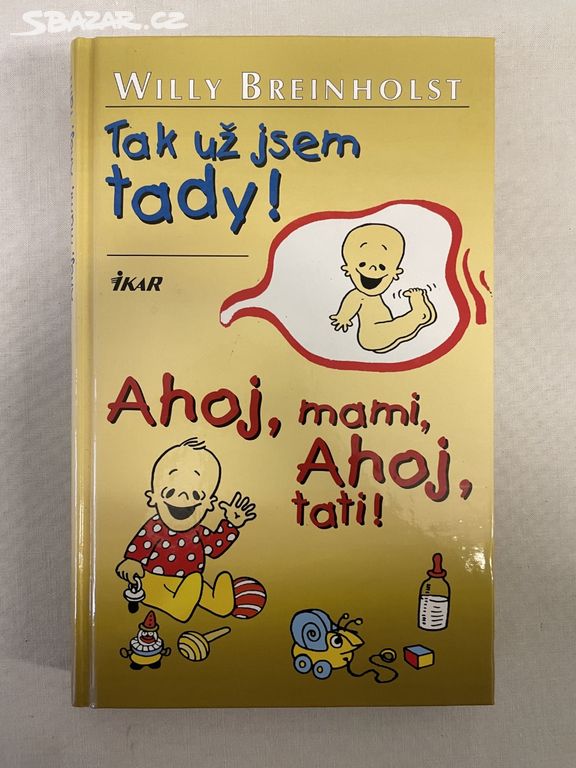 SBAZAR.CZ
WILLY BREINHOLST
Tak už jsem
tady!
IKAR
Ahoj, mami,
Ahoj,
tati!